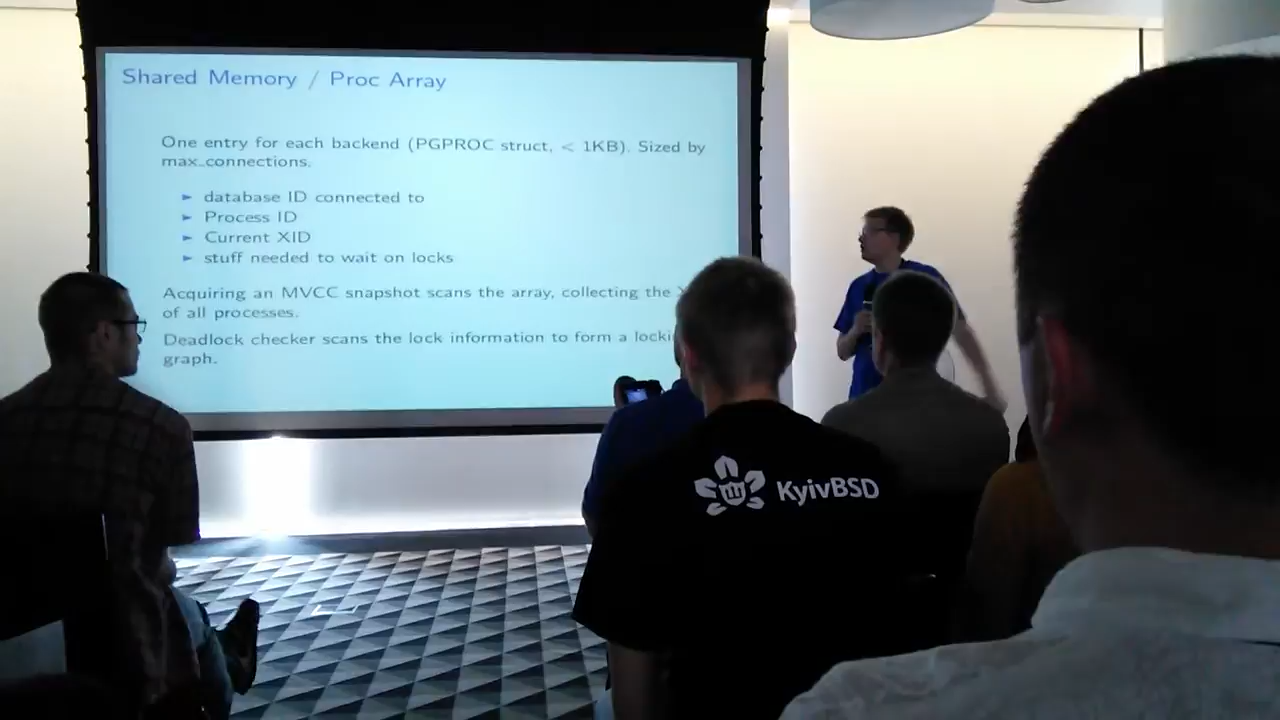 Shared Memory / Proc Array
One entry for each backend (PGPROC struct, < 1KB). Sized by
max_connections.
► database ID connected to
► Process ID
► Current XID
► stuff needed to wait on locks
Acquiring an MVCC snapshot scans the array, collecting the
of all processes.
Deadlock checker scans the lock information to form a locki
graph.
KyivBSD